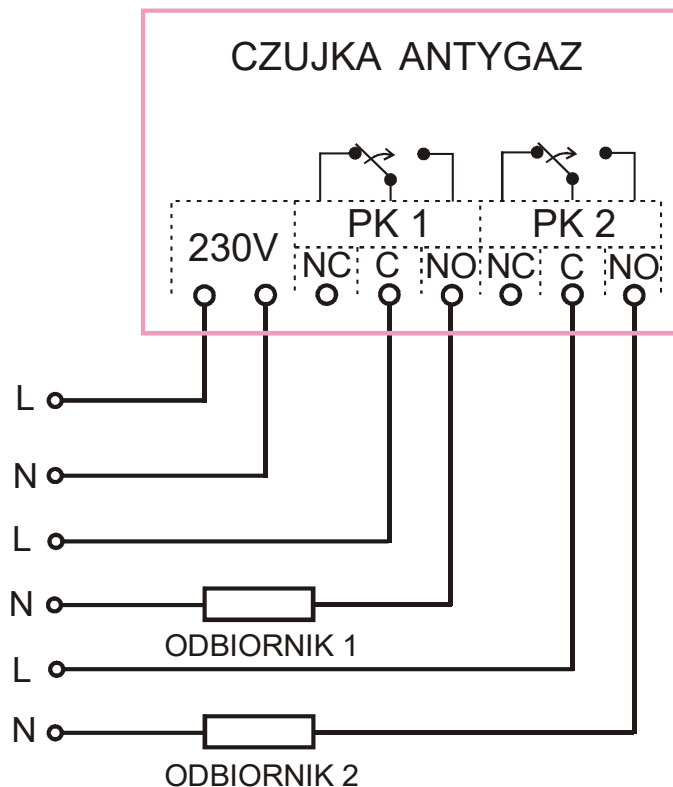 CZUJKA ANTYGAZ
PK 1 PK 2
230V
NC C NO NC C NO
L
N
L
N
ODBIORNIK 1
L
N
ODBIORNIK 2